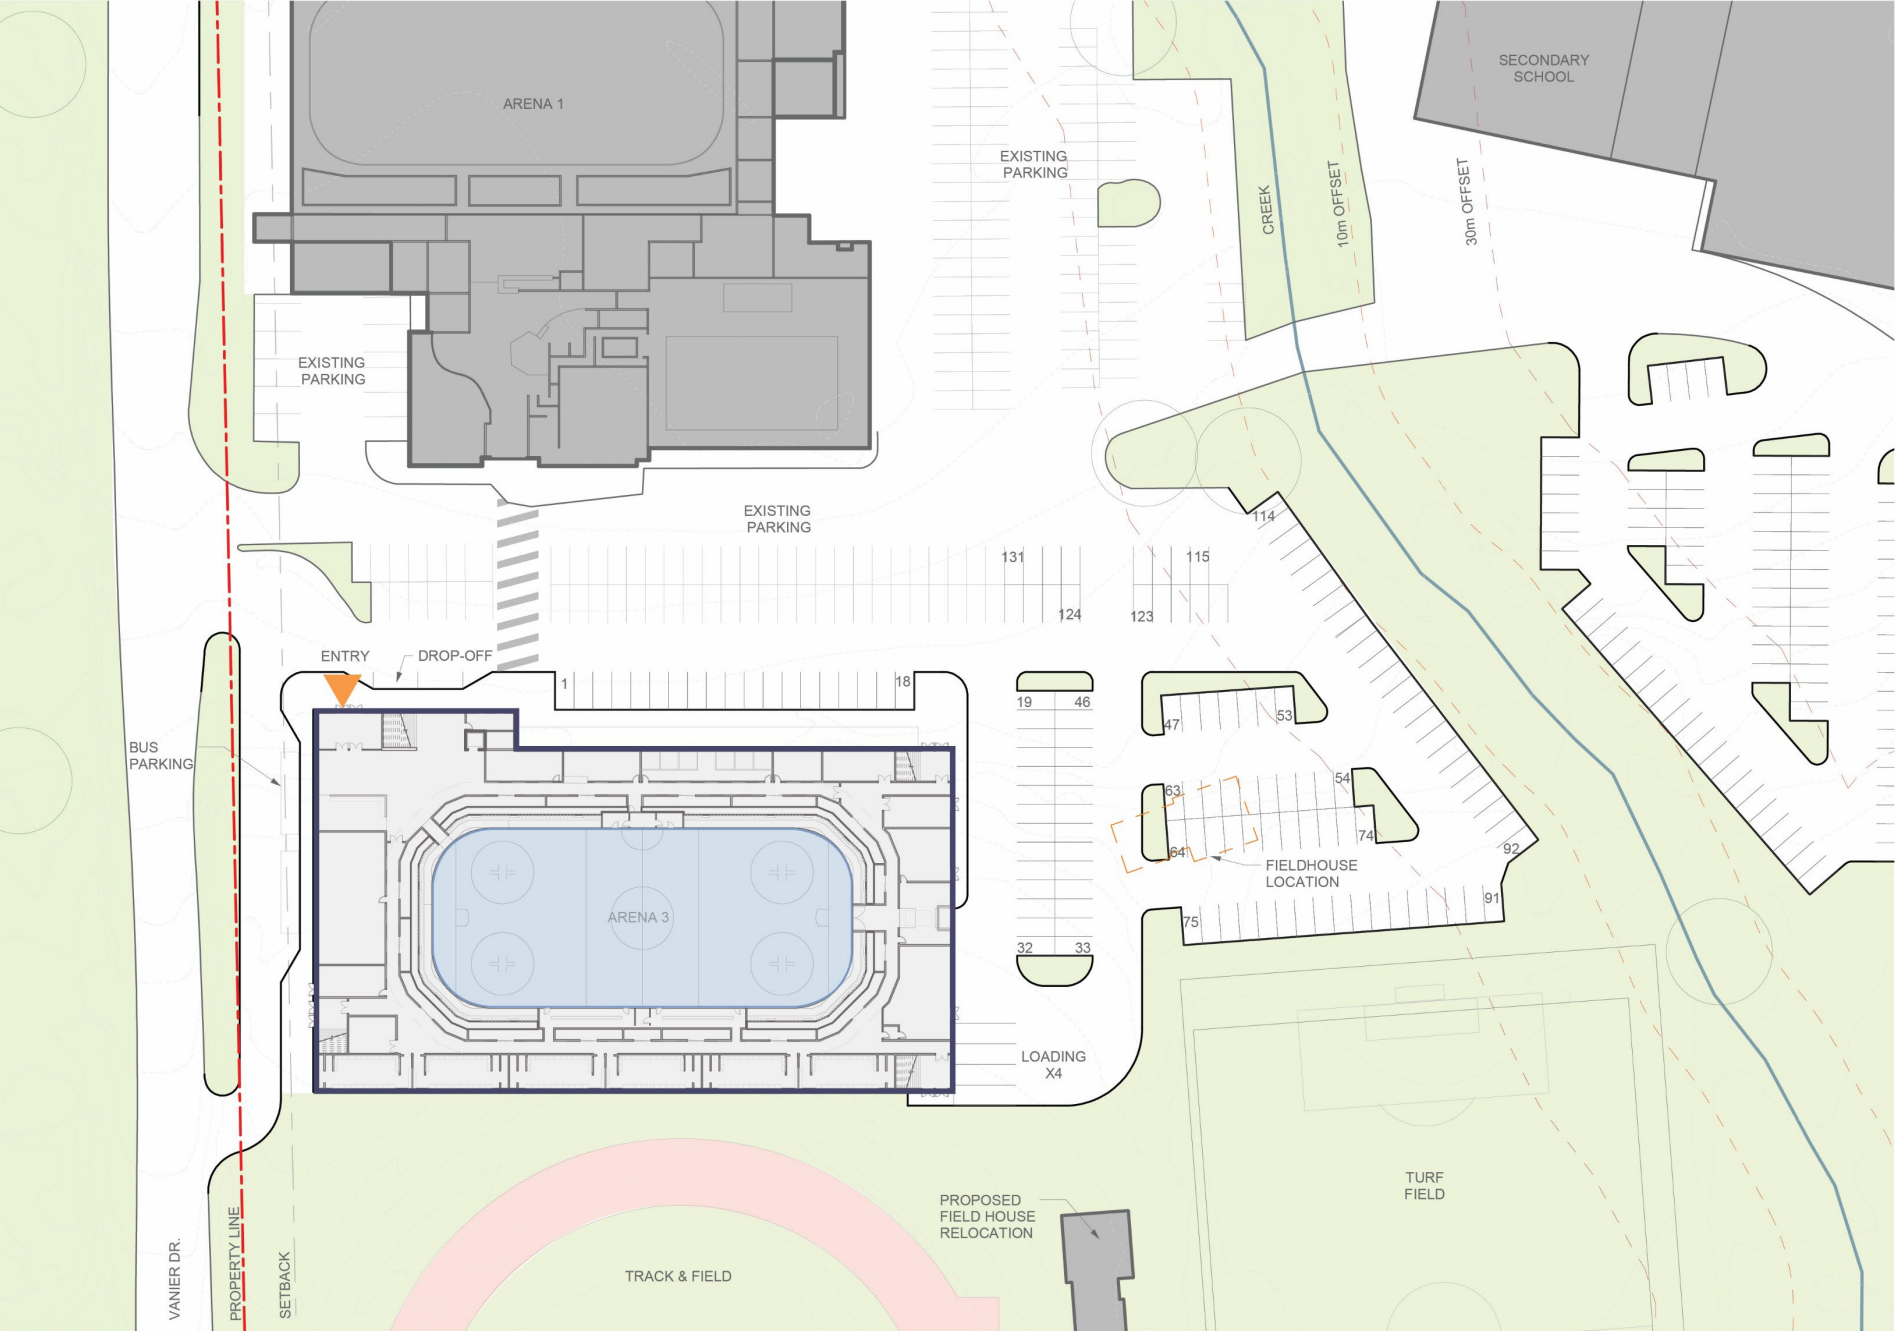 SECONDARY
SCHOOL
ARENA 1
EXISTING
PARKING
CREEK
10m OFFSET
30m OFFSET
EXISTING
PARKING
EXISTING
PARKING
114
131
115
124
123
ENTRY
DROP-OFF
1
18
19
46
47
53
BUS
PARKING
54
63
64
74
92
FIELDHOUSE
LOCATION
91
75
ARENA 3
32
33
LOADING
X4
TURF
FIELD
PROPOSED
FIELD HOUSE
RELOCATION
TRACK & FIELD
VANIER DR.
PROPERTY LINE
SETBACK